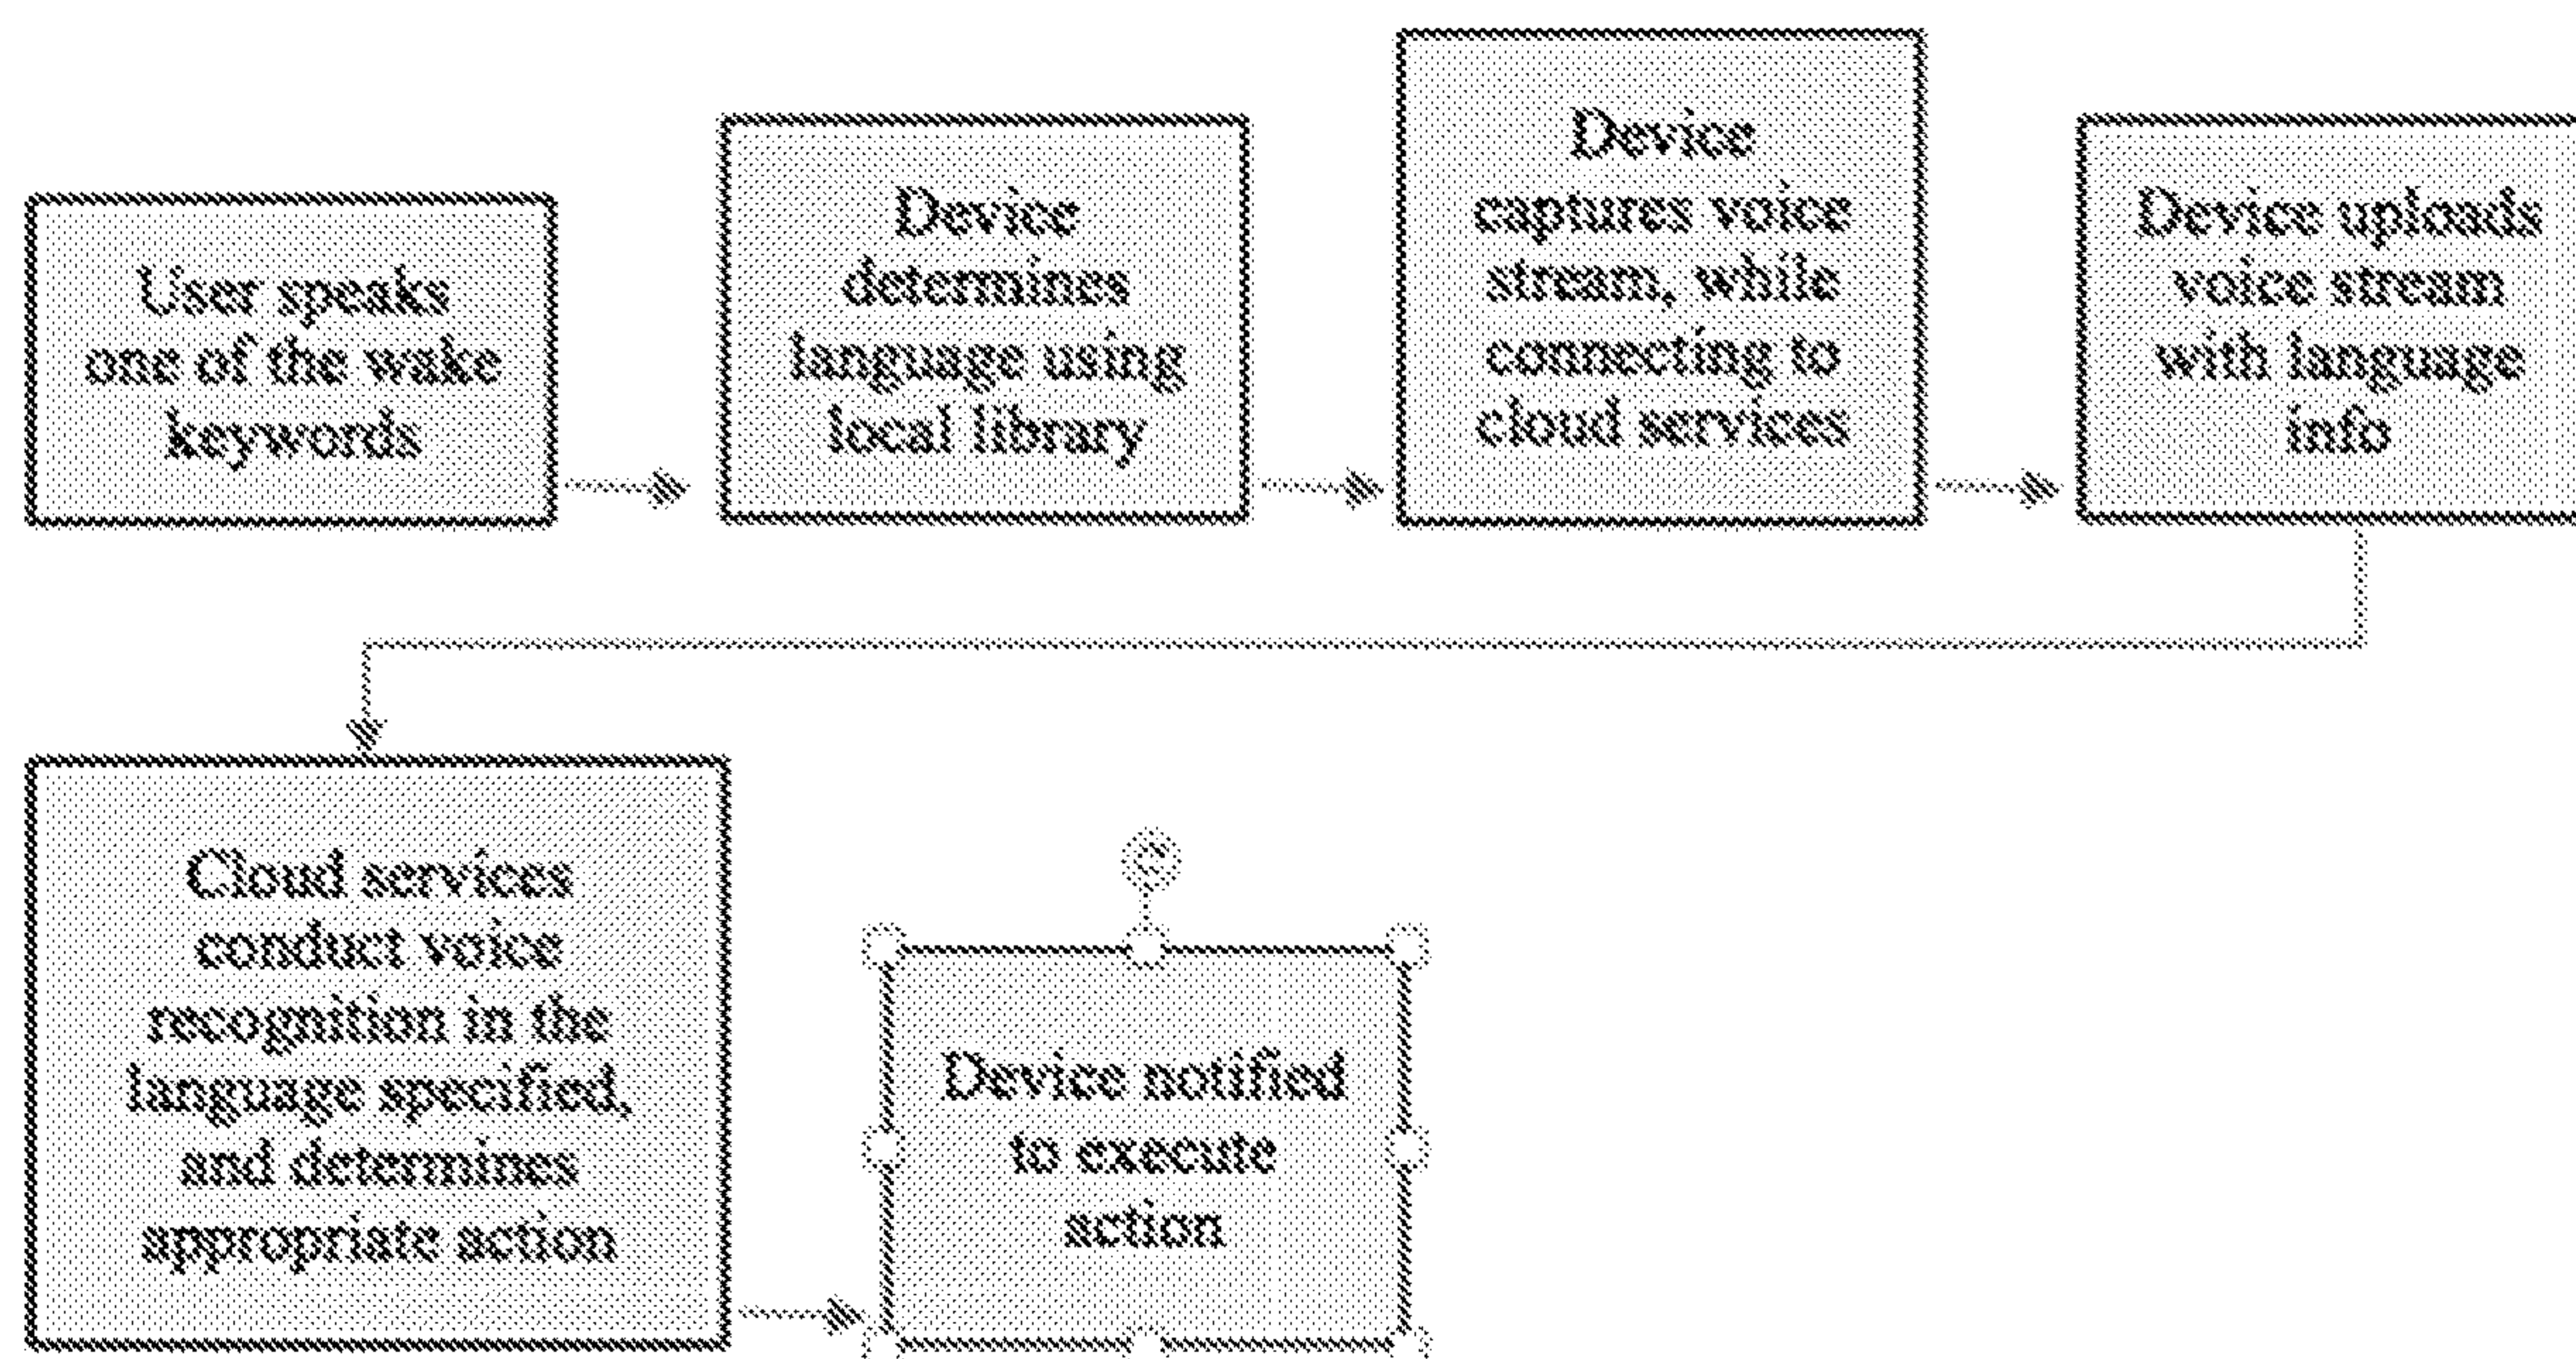 User speaks
one of the wake
keywords
Device
determines
language using
local library
Device
captures voice
stream, while
connecting to
cloud services
Device uploads
voice stream
with language
info
Cloud services
conduct voice
recognition in the
language specified,
and determines
appropriate action
Device notified
to execute
action